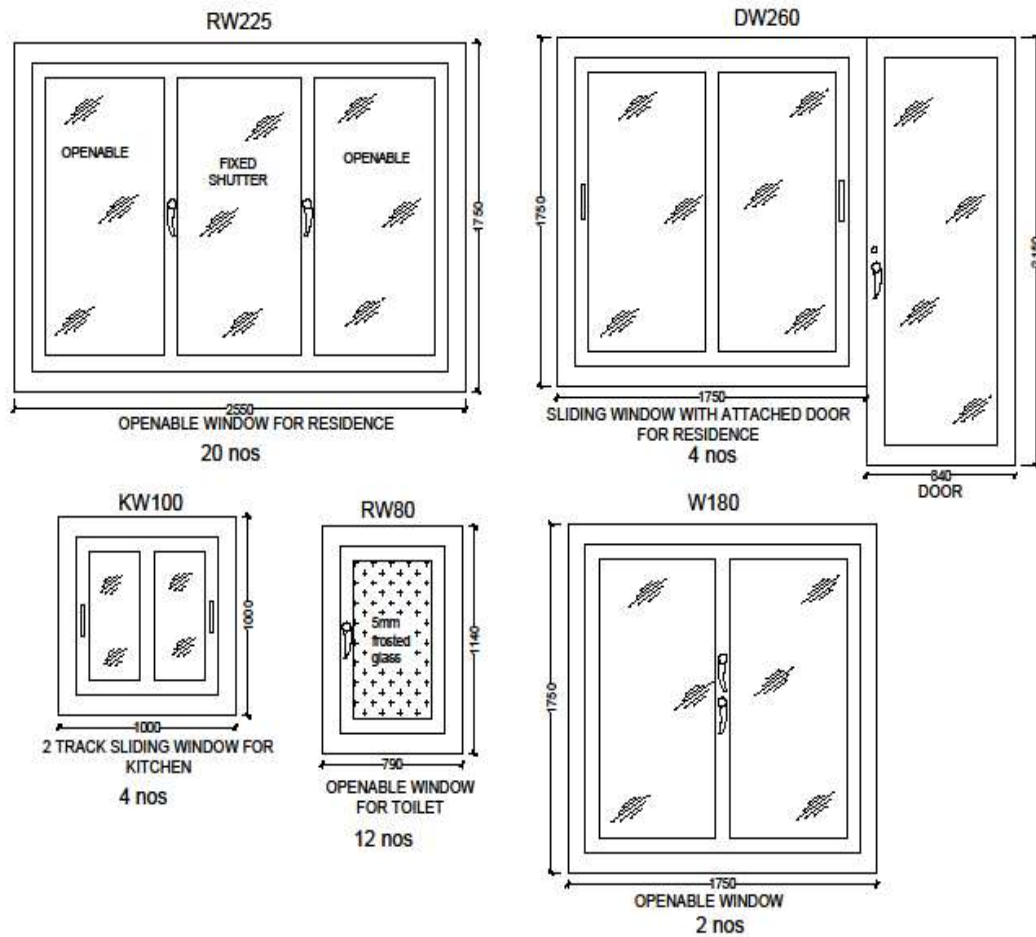 RW225
OPENABLE
FIXED
SHUTTER
OPENABLE
1750
2550
OPENABLE WINDOW FOR RESIDENCE
20 nos
DW260
1750
1750
SLIDING WINDOW WITH ATTACHED DOOR
FOR RESIDENCE
4 nos
840
DOOR
KW100
1000
1000
2 TRACK SLIDING WINDOW FOR
KITCHEN
4 nos
RW80
5mm
frosted
glass
1140
790
OPENABLE WINDOW
FOR TOILET
12 nos
W180
1750
1750
OPENABLE WINDOW
2 nos